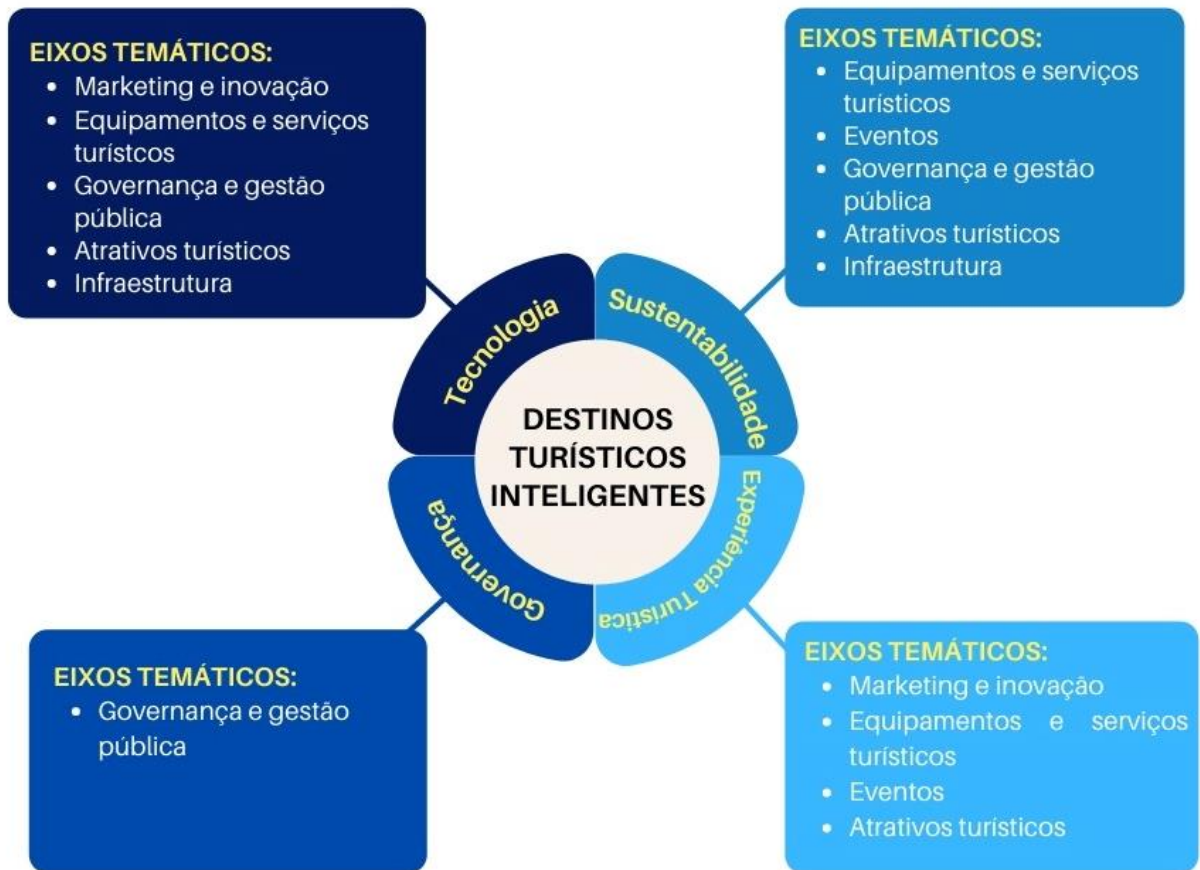 EIXOS TEMÁTICOS:
• Marketing e inovação
• Equipamentos e serviços
turístcos
• Governança e gestão
pública
• Atrativos turísticos
• Infraestrutura
EIXOS TEMÁTICOS:
• Equipamentos e serviços
turísticos
• Eventos
• Governança e gestão
pública
• Atrativos turísticos
• Infraestrutura
Tecnologia
Sustentabilidade
DESTINOS
TURÍSTICOS
INTELIGENTES
Governança
Experiência Turística
EIXOS TEMÁTICOS:
• Governança e gestão
pública
EIXOS TEMÁTICOS:
• Marketing e inovação
• Equipamentos e serviços
turísticos
• Eventos
• Atrativos turísticos